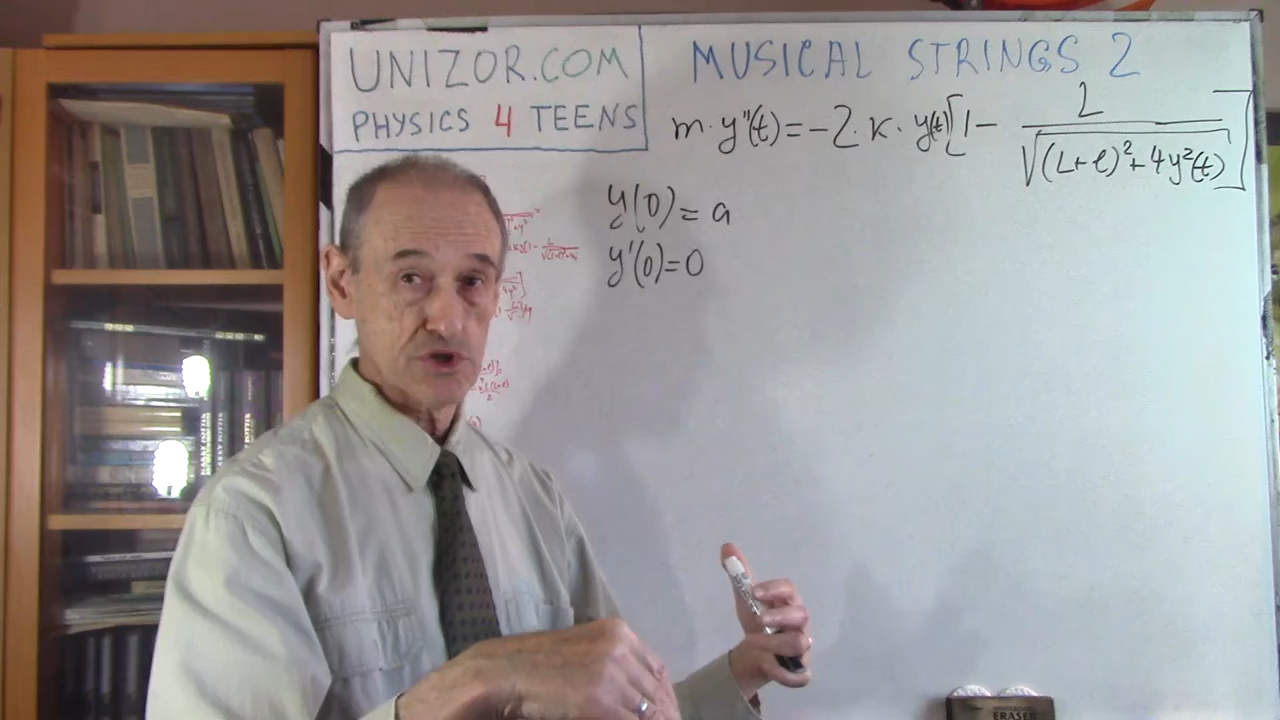 UNIZOR.COM
PHYSICS 4 TEENS
MUSICAL STRINGS 2
m·y"(t)=-2·κ·y(t)[1- L/√((L+l)²+4y²(t))]
y(0)=a
y'(0)=0
ERASER